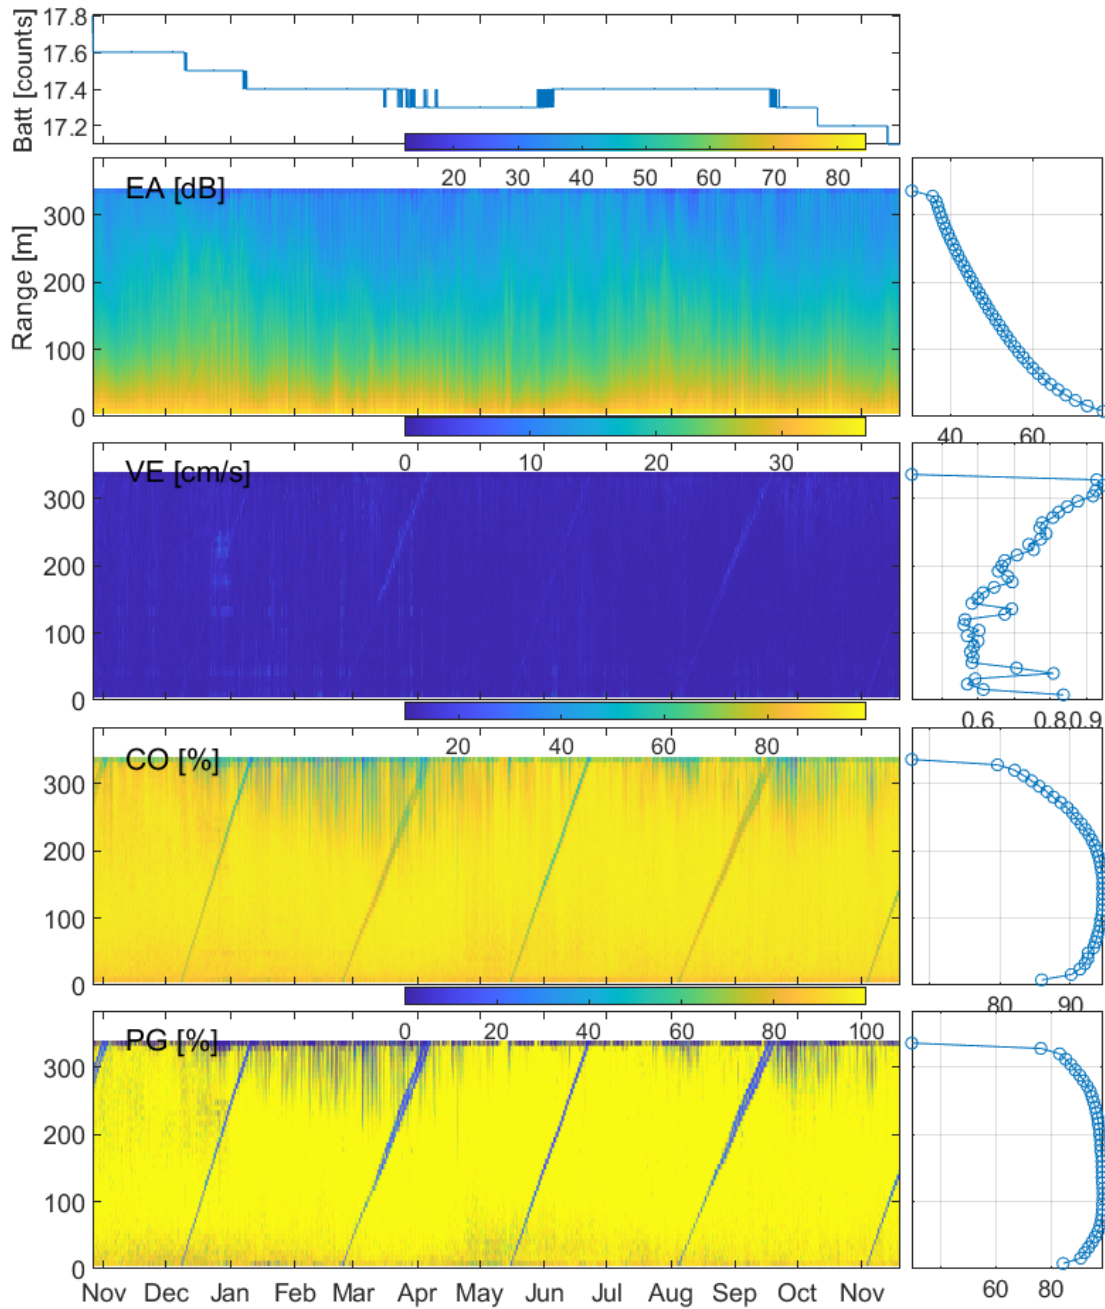 Batt [counts]
17.8
17.6
17.4
17.2
EA [dB]
20 30 40 50 60 70 80
Range [m]
300
200
100
0
40 60
VE [cm/s]
0 10 20 30
300
200
100
0
0.6 0.8 0.9
CO [%]
20 40 60 80
300
200
100
0
80 90
PG [%]
0 20 40 60 80 100
300
200
100
0
60 80
Nov Dec Jan Feb Mar Apr May Jun Jul Aug Sep Oct Nov